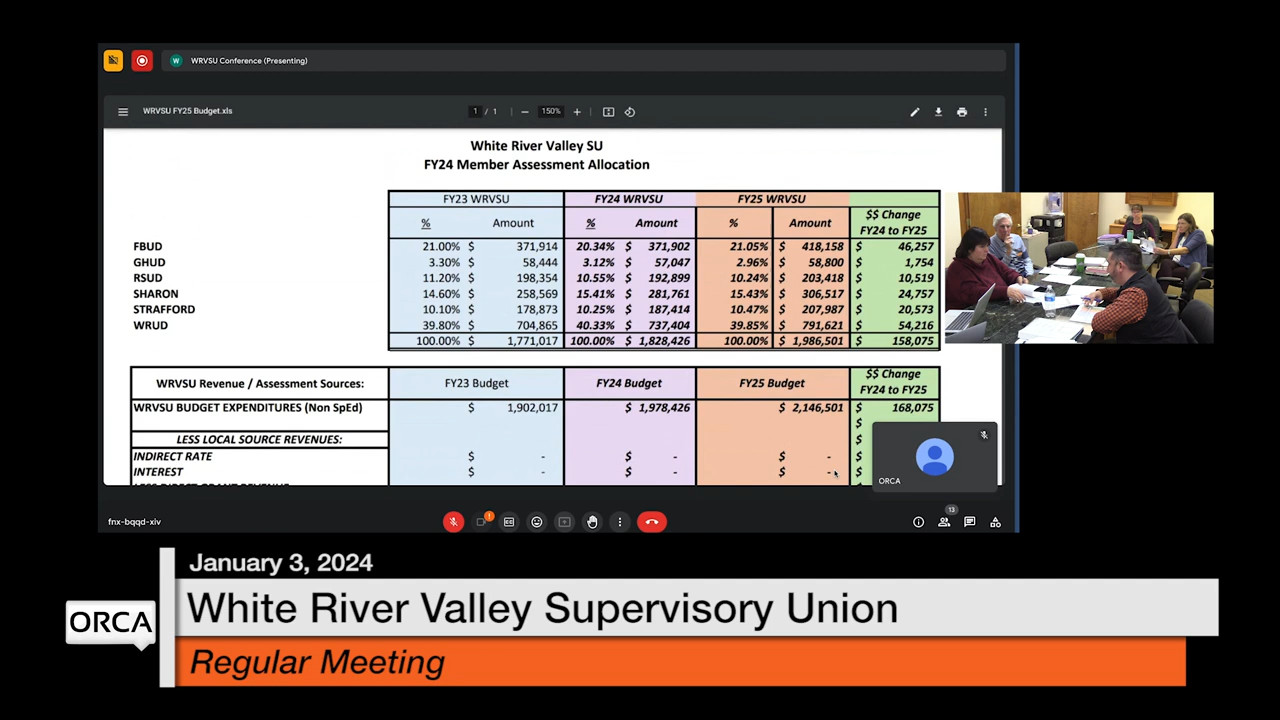 WRVSU Conference (Presenting)
WRVSU FY25 Budget.xls 1 / 1 150%
White River Valley SU
FY24 Member Assessment Allocation
FY23 WRVSU FY24 WRVSU FY25 WRVSU
% Amount % Amount % Amount $$ Change
FY24 to FY25
FBUD 21.00% $ 371,914 20.34% $ 371,902 21.05% $ 418,158 $ 46,257
GHUD 3.30% $ 58,444 3.12% $ 57,047 2.96% $ 58,800 $ 1,754
RSUD 11.20% $ 198,354 10.55% $ 192,899 10.24% $ 203,418 $ 10,519
SHARON 14.60% $ 258,569 15.41% $ 281,761 15.43% $ 306,517 $ 24,757
STRAFFORD 10.10% $ 178,873 10.25% $ 187,414 10.47% $ 207,987 $ 20,573
WRUD 39.80% $ 704,865 40.33% $ 737,404 39.85% $ 791,621 $ 54,216
100.00% $ 1,771,017 100.00% $ 1,828,426 100.00% $ 1,986,501 $ 158,075
WRVSU Revenue / Assessment Sources: FY23 Budget FY24 Budget FY25 Budget $$ Change
FY24 to FY25
WRVSU BUDGET EXPENDITURES (Non SpEd) $ 1,902,017 $ 1,978,426 $ 2,146,501 $ 168,075
$
LESS LOCAL SOURCE REVENUES: $
INDIRECT RATE $ - $ - $ - $
INTEREST $ - $ - $ - $
ORCA
fnx-bqqd-xiv
13
January 3, 2024
White River Valley Supervisory Union
ORCA
Regular Meeting